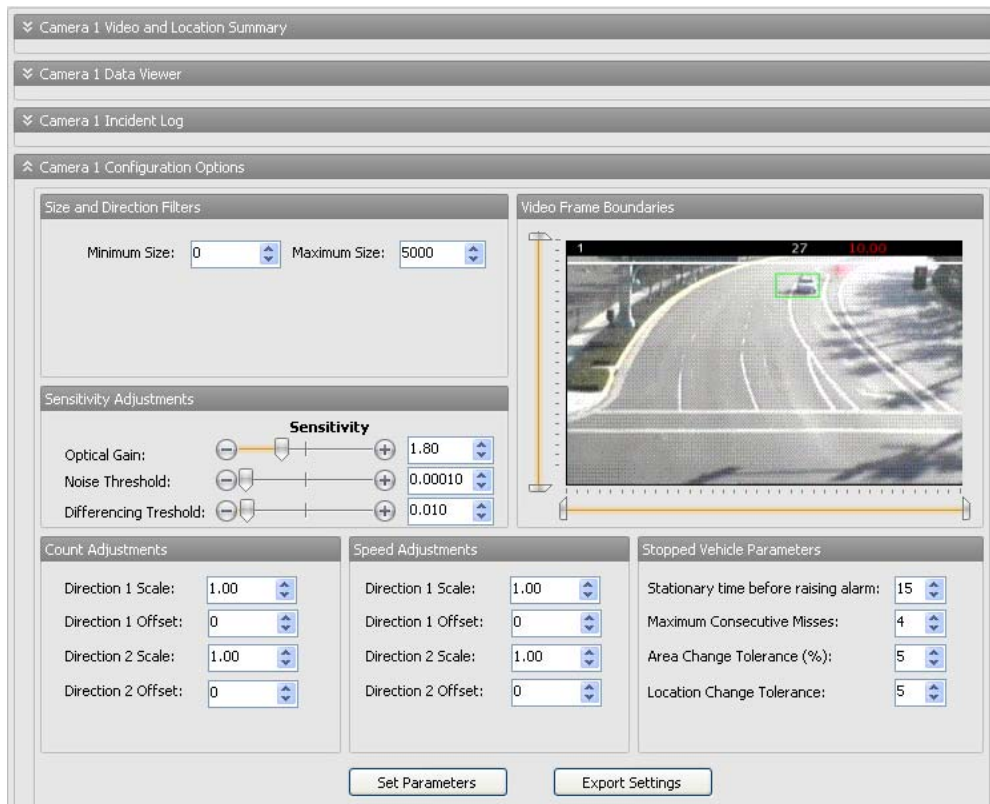 Camera 1 Video and Location Summary
Camera 1 Data Viewer
Camera 1 Incident Log
Camera 1 Configuration Options
Size and Direction Filters
Minimum Size: 0 Maximum Size: 5000
Video Frame Boundaries
1 27 10.00
Sensitivity Adjustments
Sensitivity
Optical Gain: 1.80
Noise Threshold: 0.00010
Differencing Treshold: 0.010
Count Adjustments
Direction 1 Scale: 1.00
Direction 1 Offset: 0
Direction 2 Scale: 1.00
Direction 2 Offset: 0
Speed Adjustments
Direction 1 Scale: 1.00
Direction 1 Offset: 0
Direction 2 Scale: 1.00
Direction 2 Offset: 0
Stopped Vehicle Parameters
Stationary time before raising alarm: 15
Maximum Consecutive Misses: 4
Area Change Tolerance (%): 5
Location Change Tolerance: 5
Set Parameters Export Settings